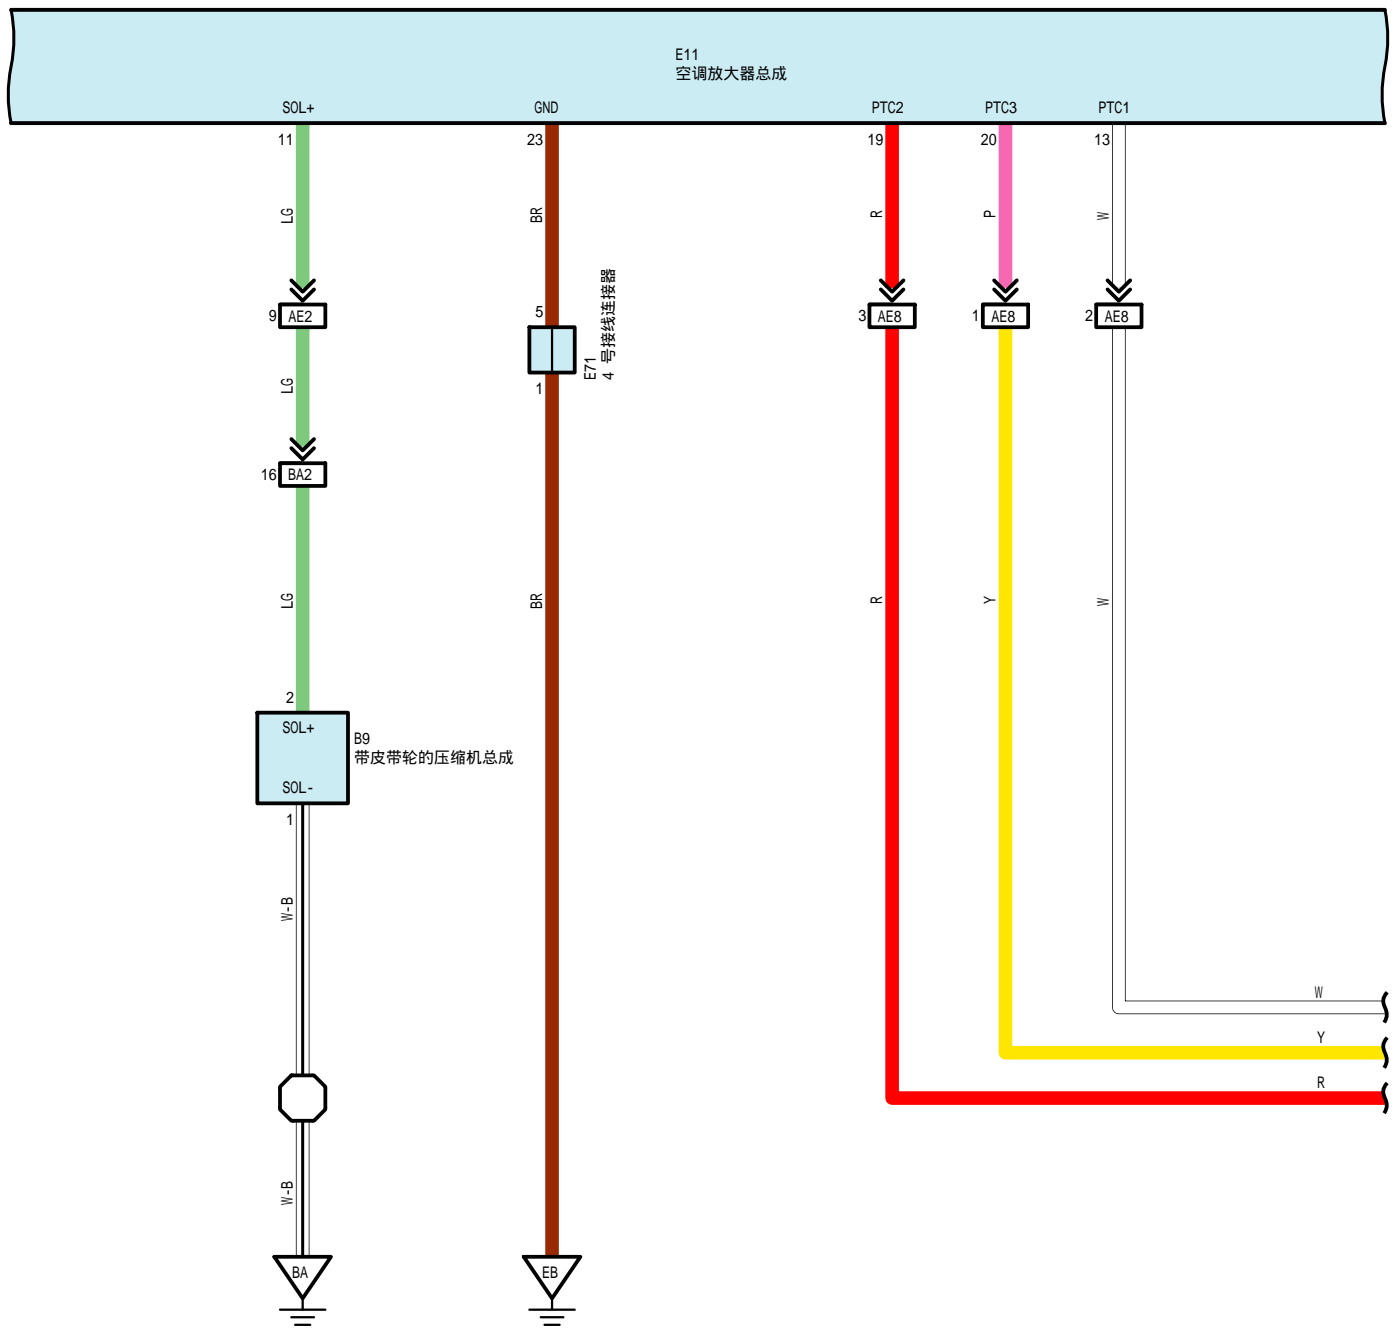 E11
空调放大器总成
SOL+ GND PTC2 PTC3 PTC1
11 23 19 20 13
LG BR R P W
9 AE2
5
E71
4 号接线连接器
3 AE8 1 AE8 2 AE8
1
LG
16 BA2
LG BR R Y W
2
SOL+
B9
带皮带轮的压缩机总成
SOL-
1
W-B
W
Y
R
W-B
BA EB